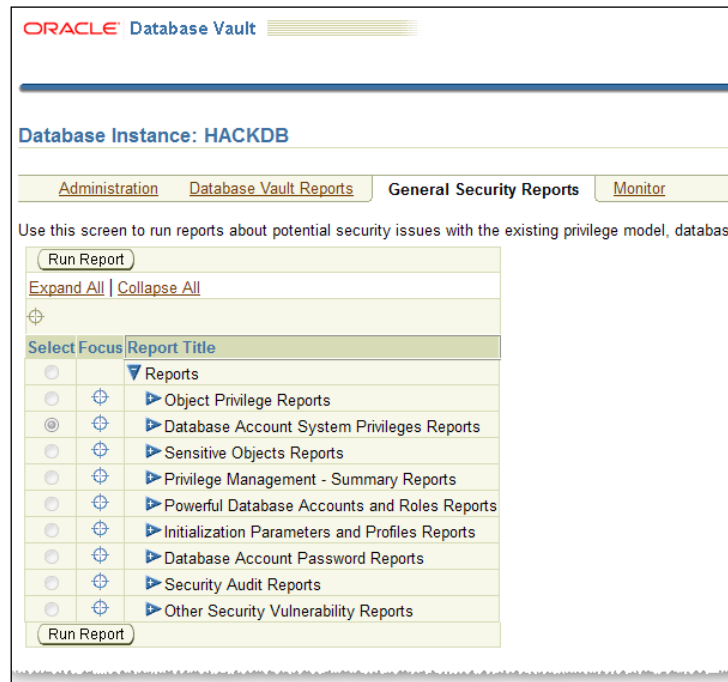 ORACLE Database Vault
Database Instance: HACKDB
Administration Database Vault Reports General Security Reports Monitor
Use this screen to run reports about potential security issues with the existing privilege model, databas
Run Report
Expand All | Collapse All
Select Focus Report Title
Reports
Object Privilege Reports
Database Account System Privileges Reports
Sensitive Objects Reports
Privilege Management - Summary Reports
Powerful Database Accounts and Roles Reports
Initialization Parameters and Profiles Reports
Database Account Password Reports
Security Audit Reports
Other Security Vulnerability Reports
Run Report